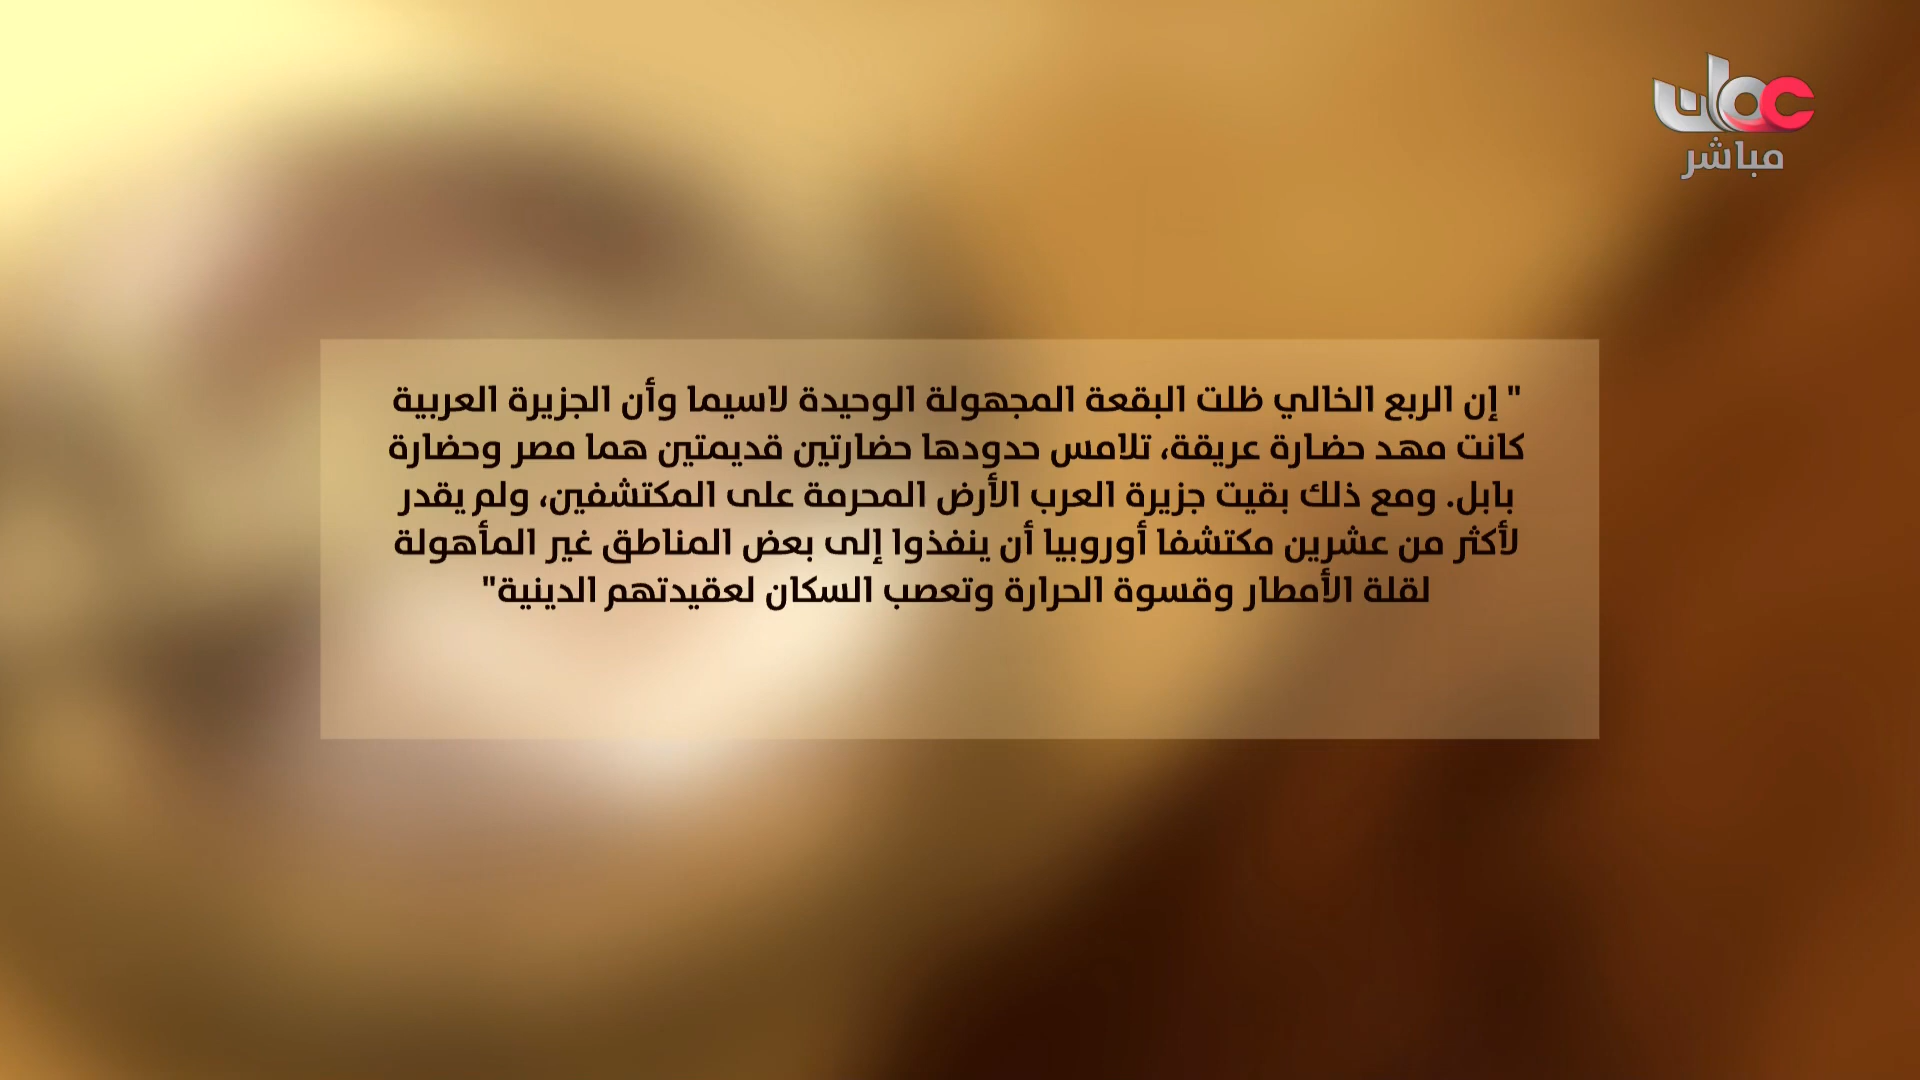 عمان
مباشر
" إن الربع الخالي ظلت البقعة المجهولة الوحيدة لاسيما وأن الجزيرة العربية
كانت مهد حضارة عريقة، تلامس حدودها حضارتين قديمتين هما مصر وحضارة
بابل. ومع ذلك بقيت جزيرة العرب الأرض المحرمة على المكتشفين، ولم يقدر
لأكثر من عشرين مكتشفا أوروبيا أن ينفذوا إلى بعض المناطق غير المأهولة
لقلة الأمطار وقسوة الحرارة وتعصب السكان لعقيدتهم الدينية"